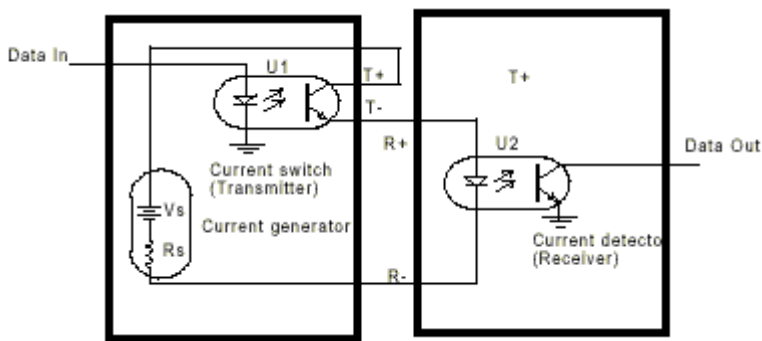 Data In
U1
T+
T-
T+
R+
U2
Data Out
Current switch
(Transmitter)
Vs
Current generator
Rs
Current detecto
(Receiver)
R-